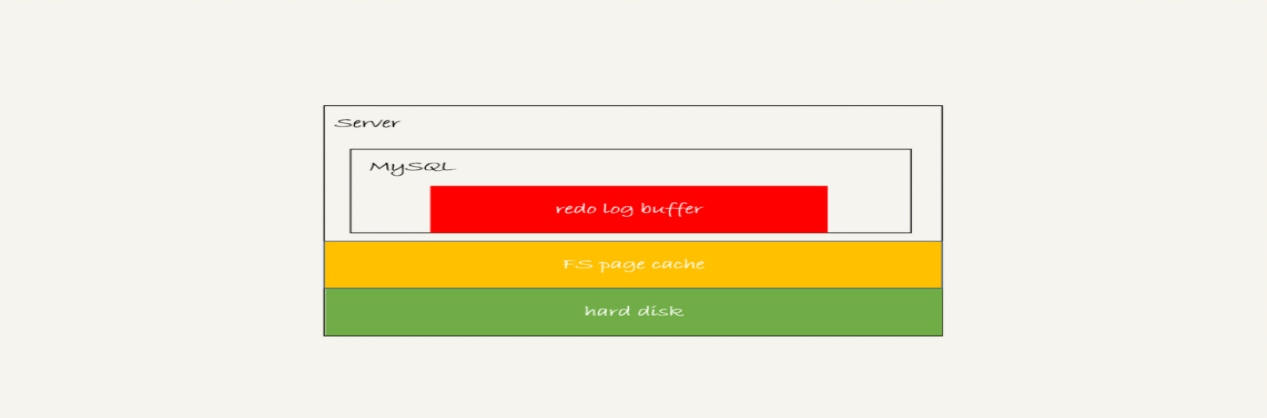 Server
MySQL
redo log buffer
FS page cache
hard disk